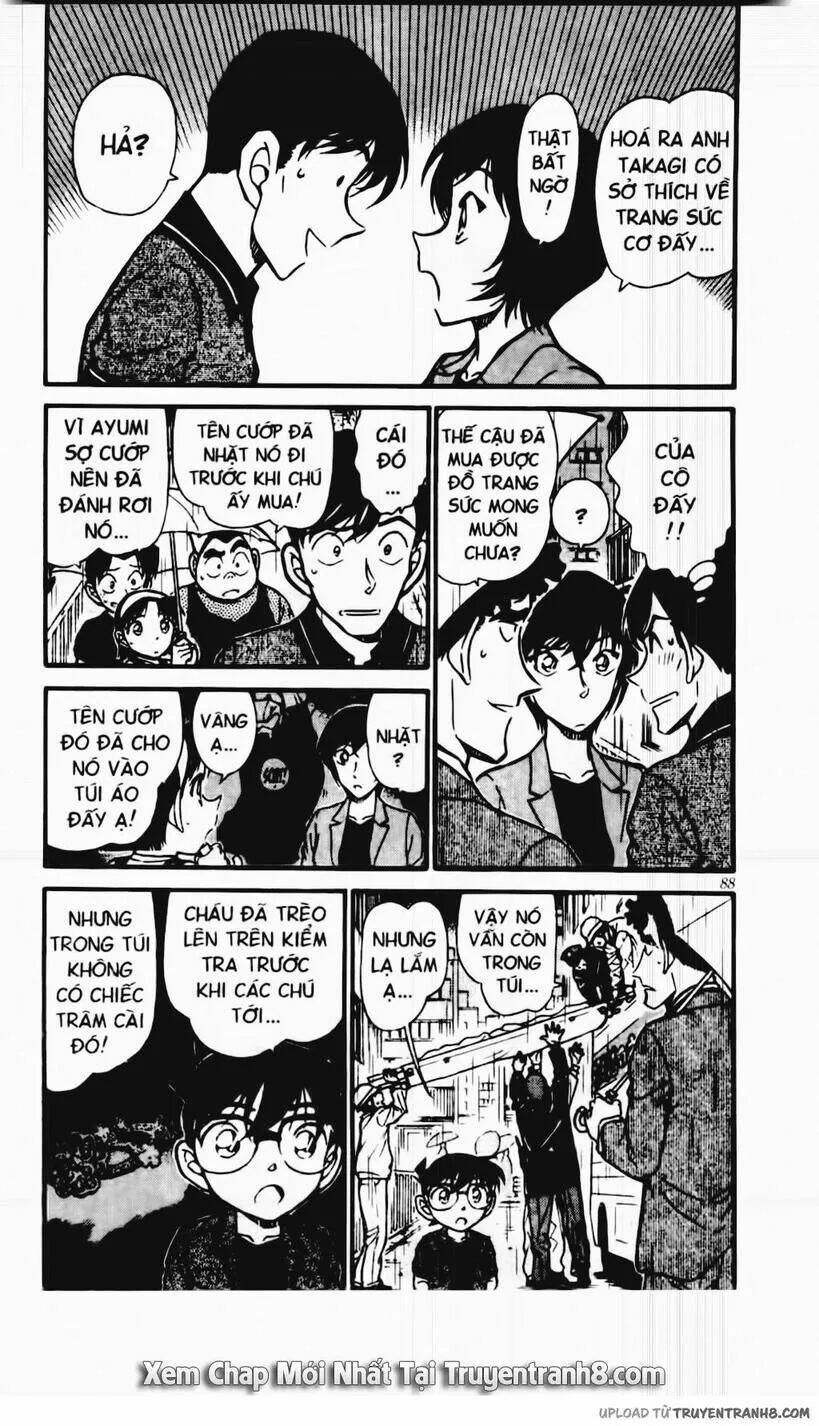 HOÁ RA ANH
TAKAGI CÓ
SỞ THÍCH VỀ
TRANG SỨC
CƠ ĐẤY...
THẬT
BẤT
NGỜ
!
HẢ?
CỦA
CÔ
ĐẤY
!!
?
THẾ CẬU ĐÃ
MUA ĐƯỢC
ĐỒ TRANG
SỨC MONG
MUỐN
CHƯA?
CÁI
ĐÓ
...
TÊN CƯỚP ĐÃ
NHẶT NÓ ĐI
TRƯỚC KHI CHÚ
ẤY MUA!
VÌ AYUMI
SỢ CƯỚP
NÊN ĐÃ
ĐÁNH RƠI
NÓ...
NHẶT
?
VÂNG
Ạ...
TÊN CƯỚP
ĐÓ ĐÃ CHO
NÓ VÀO
TÚI ÁO
ĐẤY Ạ!
88
VẬY NÓ
VẪN CÒN
TRONG
TÚI...
NHƯNG
LẠ LẮM
Ạ...
CHÁU ĐÃ TRÈO
LÊN TRÊN KIỂM
TRA TRƯỚC
KHI CÁC CHÚ
TỚI...
NHƯNG
TRONG TÚI
KHÔNG
CÓ CHIẾC
TRÂM CÀI
ĐÓ!
Xem Chap Mới Nhất Tại Truyentranh8.com
UPLOAD TỪ TRUYENTRANH8.COM